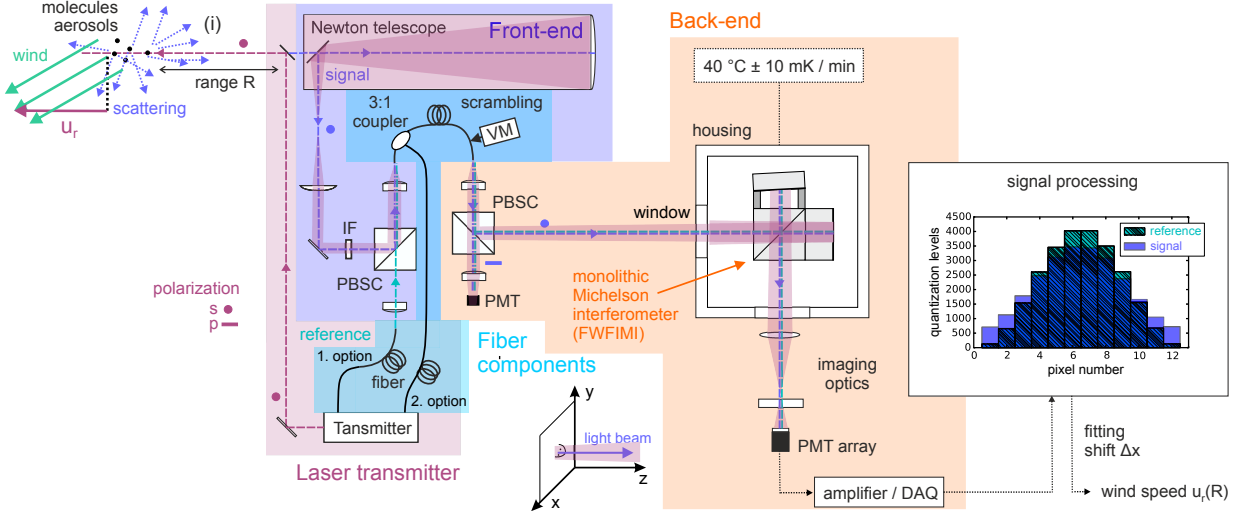 molecules
aerosols
(i)
s
wind
range R
scattering
u_r
Newton telescope
Front-end
signal
3:1
coupler
scrambling
VM
PBSC
IF
PBSC
PMT
polarization
s
p
reference
1. option
fiber
2. option
Fiber
components
Transmitter
Laser transmitter
y
light beam
z
x
Back-end
40 °C ± 10 mK / min
housing
window
monolithic
Michelson
interferometer
(FWFIMI)
imaging
optics
PMT array
amplifier / DAQ
signal processing
quantization levels
4500
4000
3500
3000
2500
2000
1500
1000
500
0
0 2 4 6 8 10 12
pixel number
reference
signal
fitting
shift Δx
wind speed u_r(R)